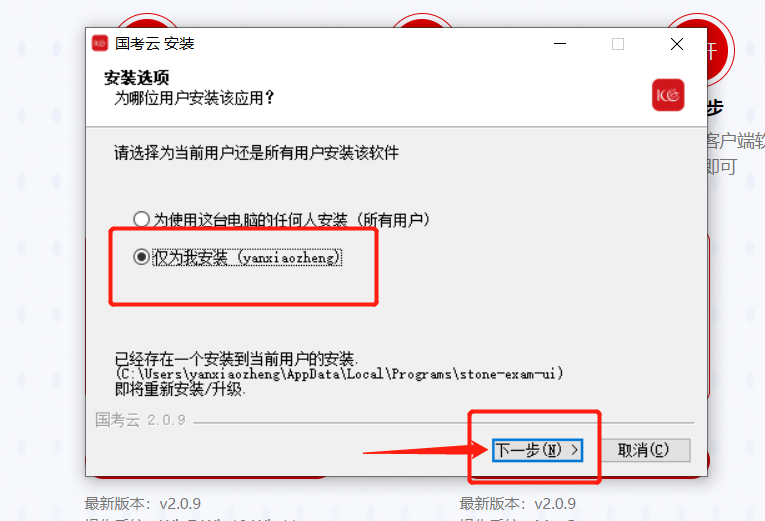 国考云 安装
开
安装选项
为哪位用户安装该应用？
步
客户端软
即可
请选择为当前用户还是所有用户安装该软件
为使用这台电脑的任何人安装（所有用户）
仅为我安装（yanxiaozheng）
已经存在一个安装到当前用户的安装.
(C:\Users\yanxiaozheng\AppData\Local\Programs\stone-exam-ui)
即将重新安装/升级.
国考云 2.0.9
下一步(N) >
取消(C)
最新版本：v2.0.9
最新版本：v2.0.9